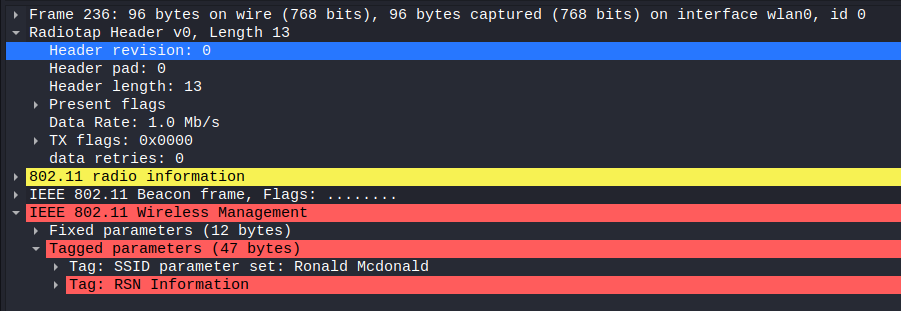 Frame 236: 96 bytes on wire (768 bits), 96 bytes captured (768 bits) on interface wlan0, id 0
Radiotap Header v0, Length 13
Header revision: 0
Header pad: 0
Header length: 13
Present flags
Data Rate: 1.0 Mb/s
TX flags: 0x0000
data retries: 0
802.11 radio information
IEEE 802.11 Beacon frame, Flags: ........
IEEE 802.11 Wireless Management
Fixed parameters (12 bytes)
Tagged parameters (47 bytes)
Tag: SSID parameter set: Ronald Mcdonald
Tag: RSN Information